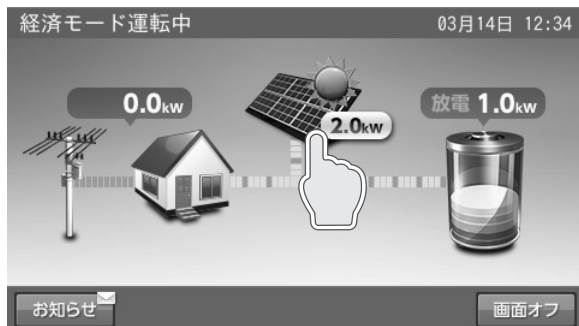 経済モード運転中
03月14日 12:34
0.0kw
2.0kw
放電 1.0kw
お知らせ
画面オフ